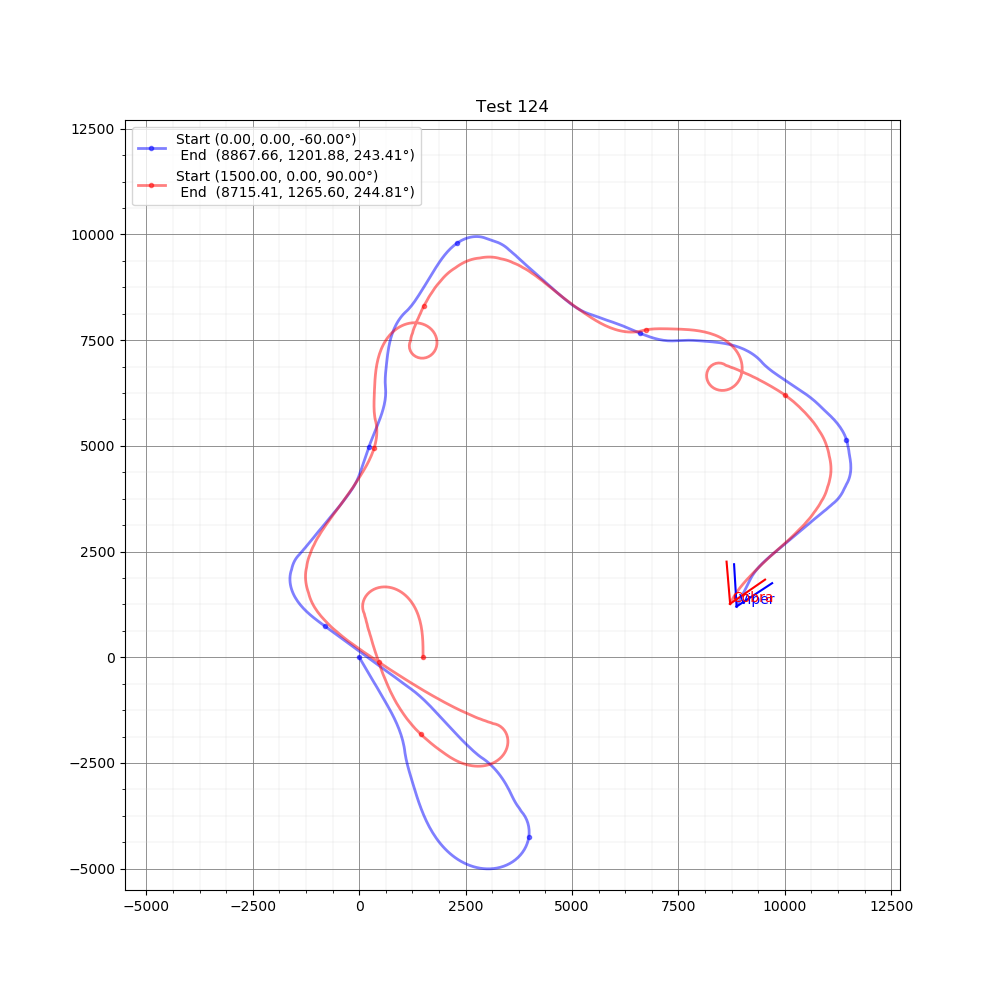 Test 124
Start (0.00, 0.00, -60.00°)
End (8867.66, 1201.88, 243.41°)
Start (1500.00, 0.00, 90.00°)
End (8715.41, 1265.60, 244.81°)
12500
10000
7500
5000
2500
0
−2500
−5000
−5000 −2500 0 2500 5000 7500 10000 12500